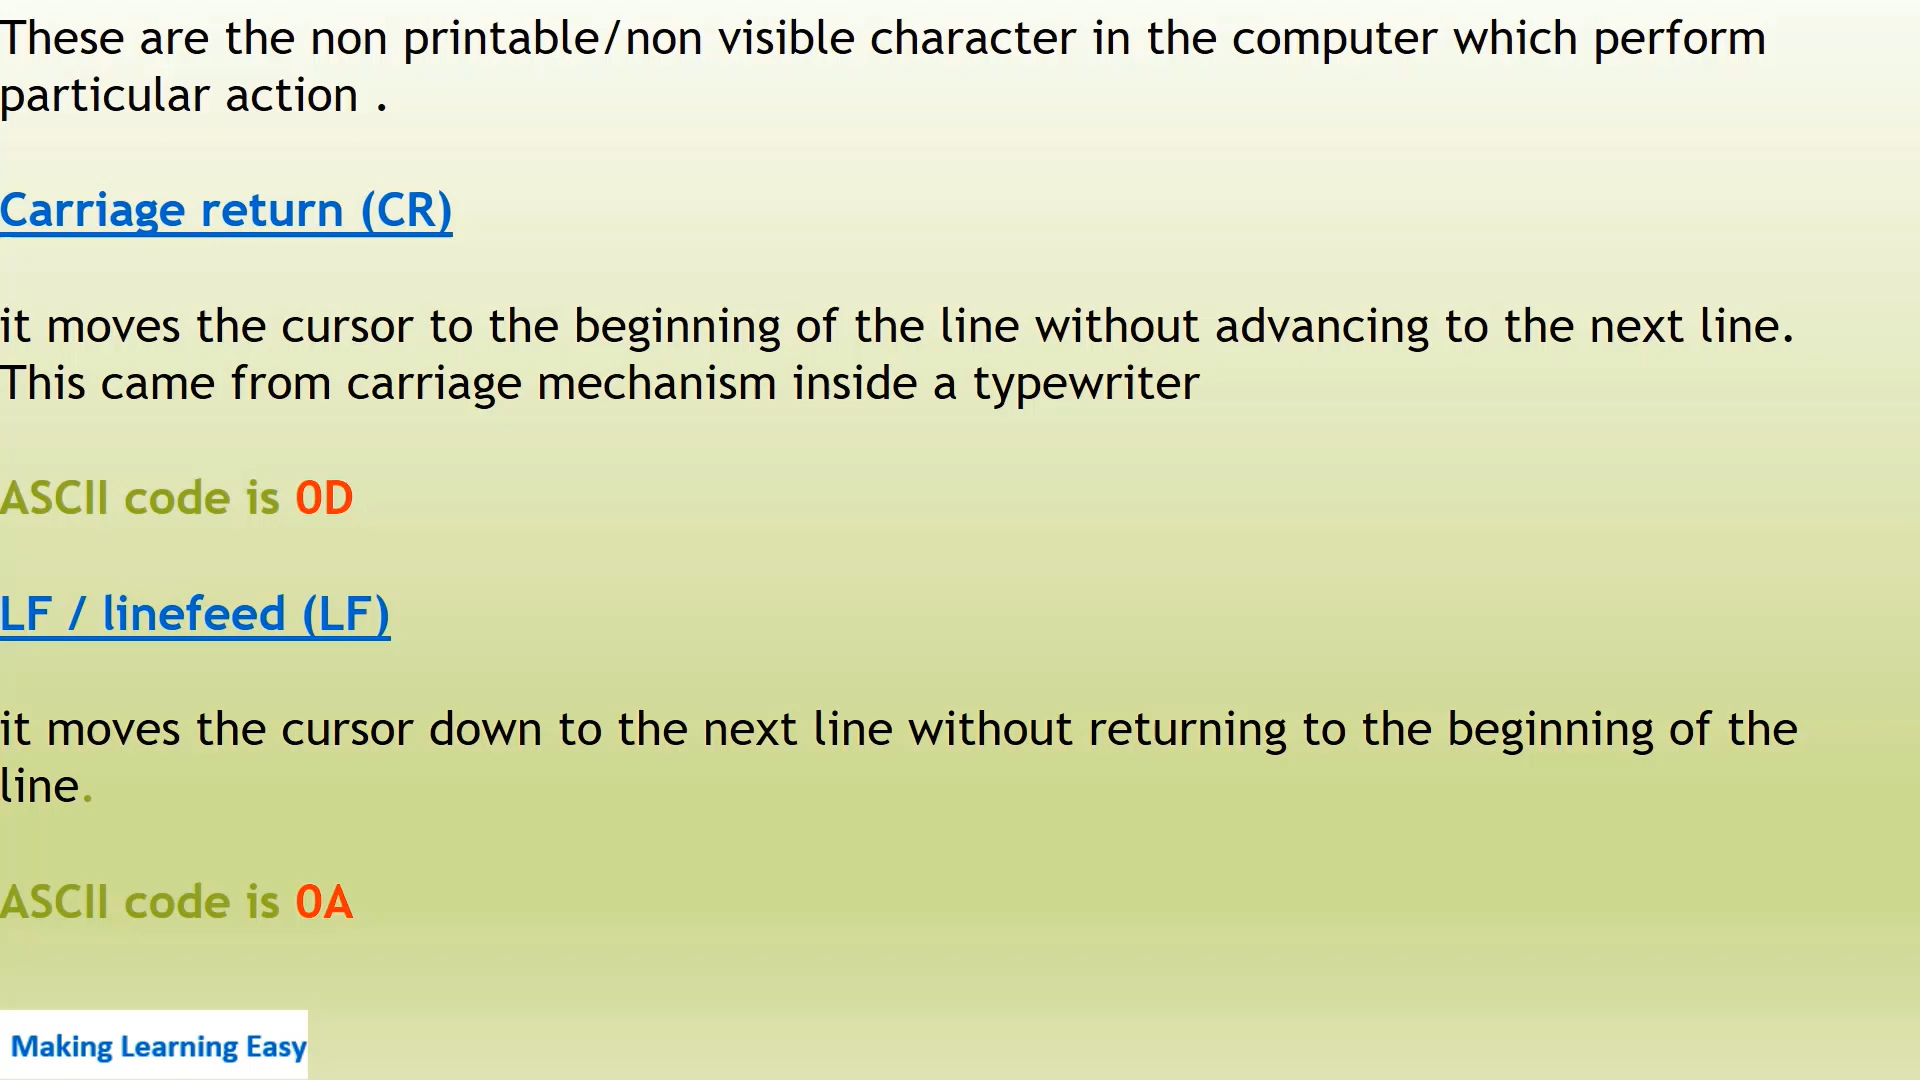 These are the non printable/non visible character in the computer which perform
particular action .
Carriage return (CR)
it moves the cursor to the beginning of the line without advancing to the next line.
This came from carriage mechanism inside a typewriter
ASCII code is 0D
LF / linefeed (LF)
it moves the cursor down to the next line without returning to the beginning of the
line.
ASCII code is 0A
Making Learning Easy